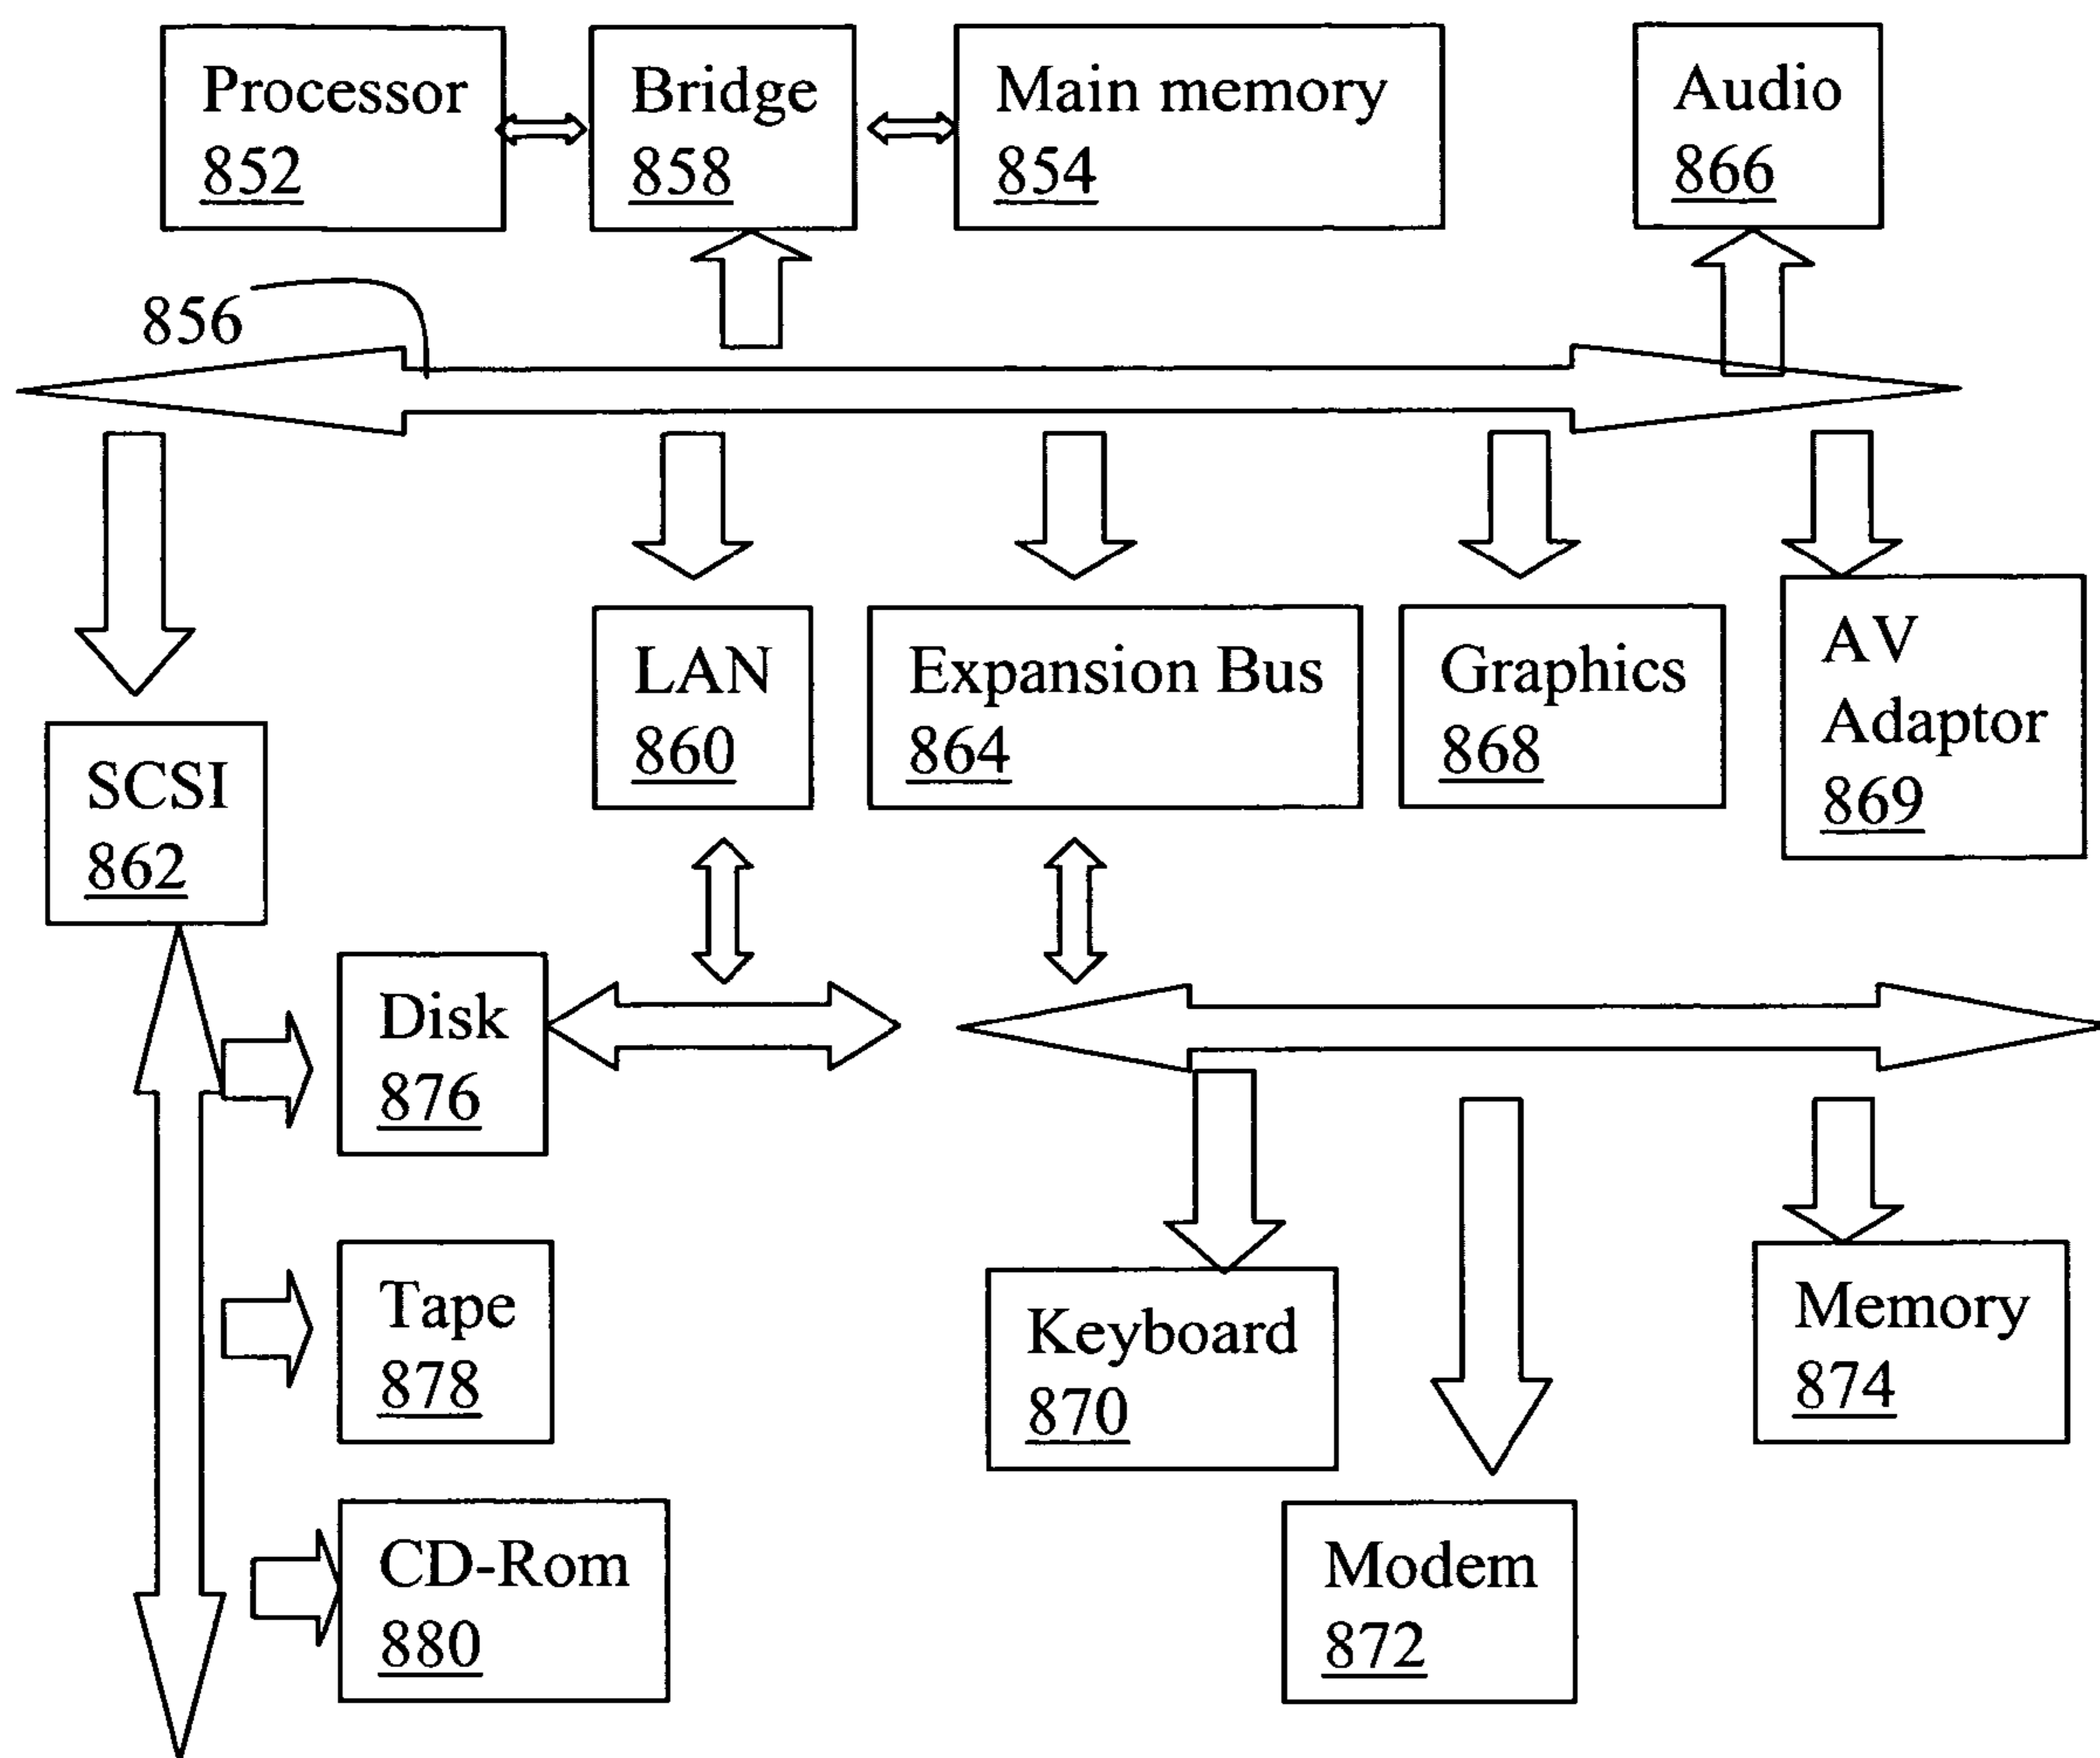 Processor
852
Bridge
858
Main memory
854
Audio
866
856
SCSI
862
LAN
860
Expansion Bus
864
Graphics
868
AV
Adaptor
869
Disk
876
Tape
878
CD-Rom
880
Keyboard
870
Modem
872
Memory
874